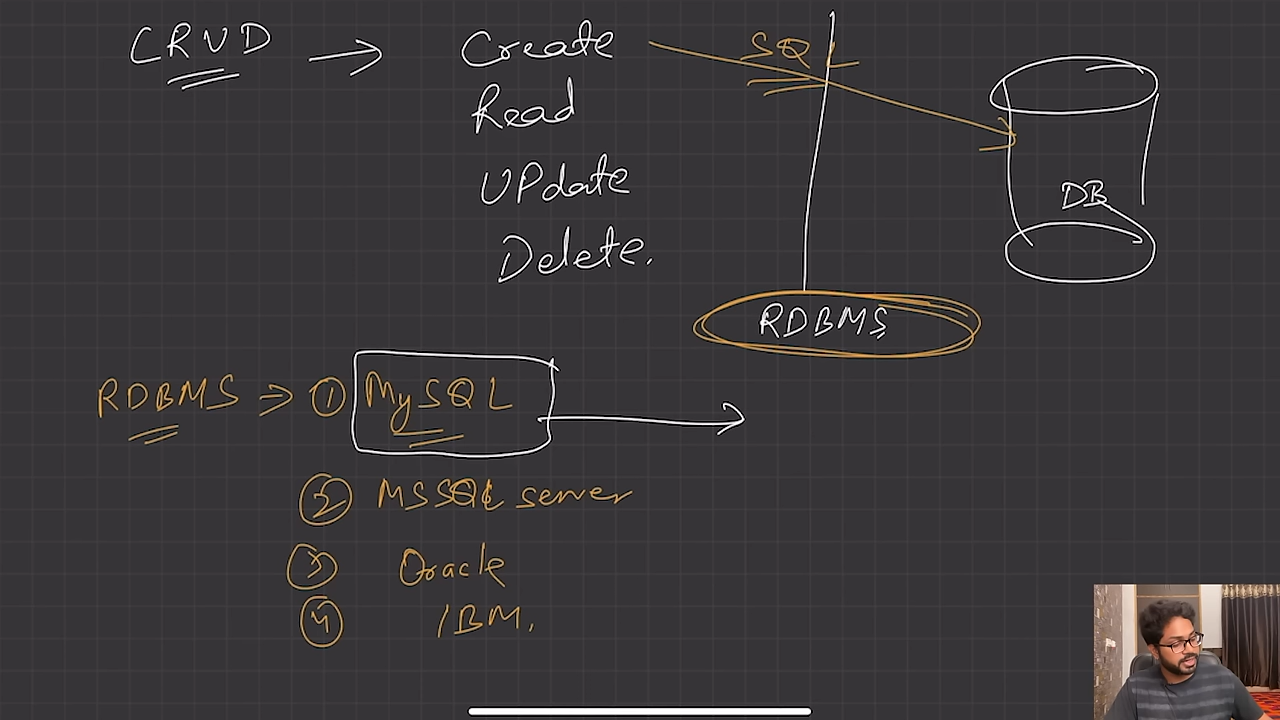 CRUD → Create SQL
Read
UPdate DB
Delete.
RDBMS
RDBMS ⇒ ① MySQL →
② MSSQL server
③ Oracle
④ IBM.